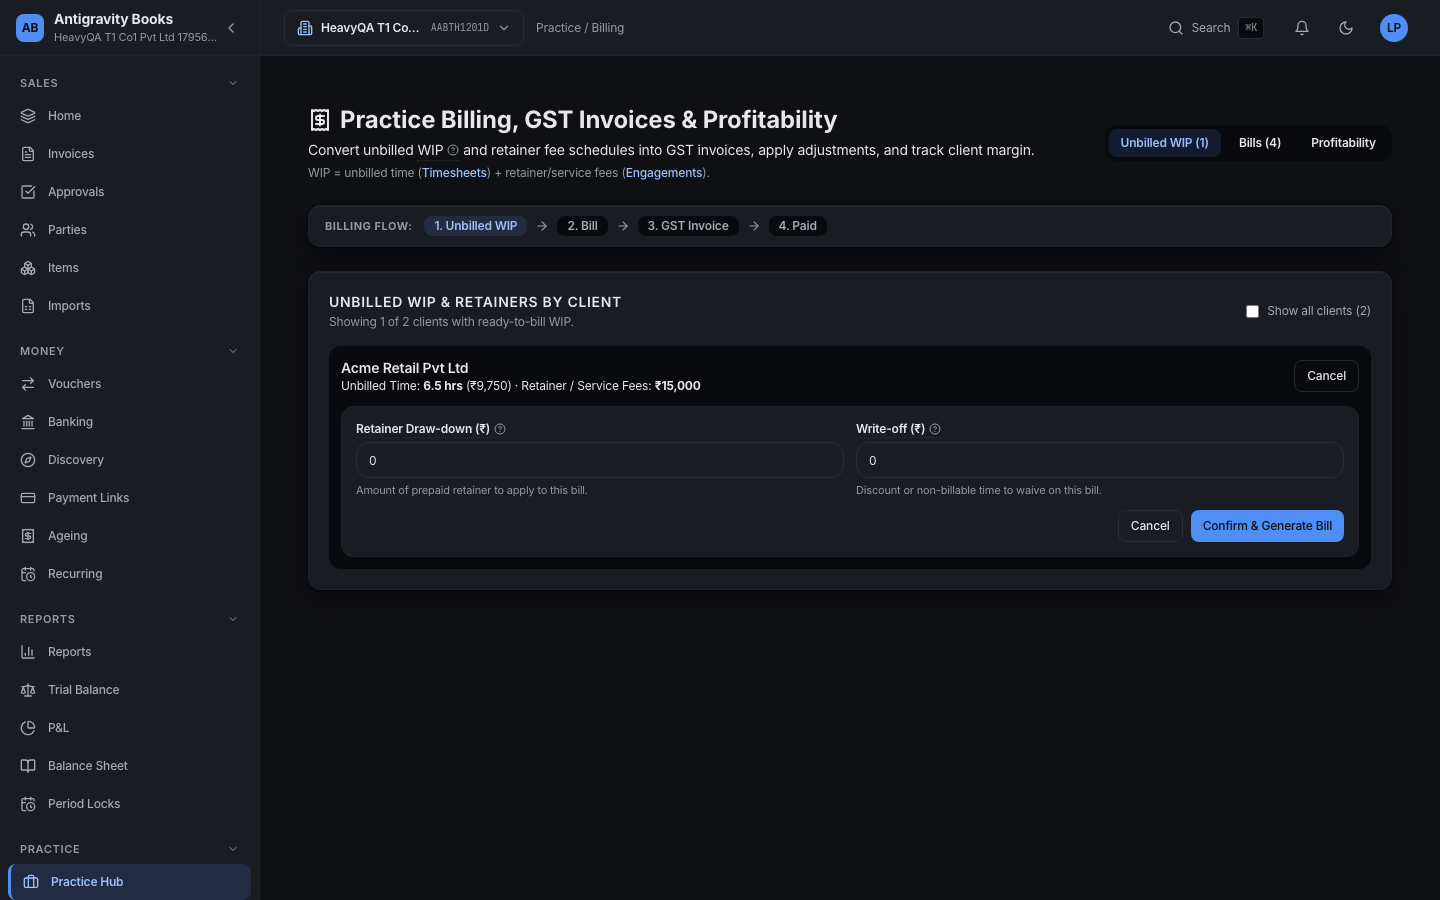 AB
Antigravity Books
HeavyQA T1 Co1 Pvt Ltd 17956...
HeavyQA T1 Co... AABTH1201D
Practice / Billing
Search ⌘K
LP
SALES
Home
Invoices
Approvals
Parties
Items
Imports
MONEY
Vouchers
Banking
Discovery
Payment Links
Ageing
Recurring
REPORTS
Reports
Trial Balance
P&L
Balance Sheet
Period Locks
PRACTICE
Practice Hub
Practice Billing, GST Invoices & Profitability
Convert unbilled WIP and retainer fee schedules into GST invoices, apply adjustments, and track client margin.
WIP = unbilled time (Timesheets) + retainer/service fees (Engagements).
Unbilled WIP (1) Bills (4) Profitability
BILLING FLOW: 1. Unbilled WIP → 2. Bill → 3. GST Invoice → 4. Paid
UNBILLED WIP & RETAINERS BY CLIENT
Showing 1 of 2 clients with ready-to-bill WIP.
Show all clients (2)
Acme Retail Pvt Ltd
Unbilled Time: 6.5 hrs (₹9,750) · Retainer / Service Fees: ₹15,000
Cancel
Retainer Draw-down (₹)
0
Amount of prepaid retainer to apply to this bill.
Write-off (₹)
0
Discount or non-billable time to waive on this bill.
Cancel Confirm & Generate Bill